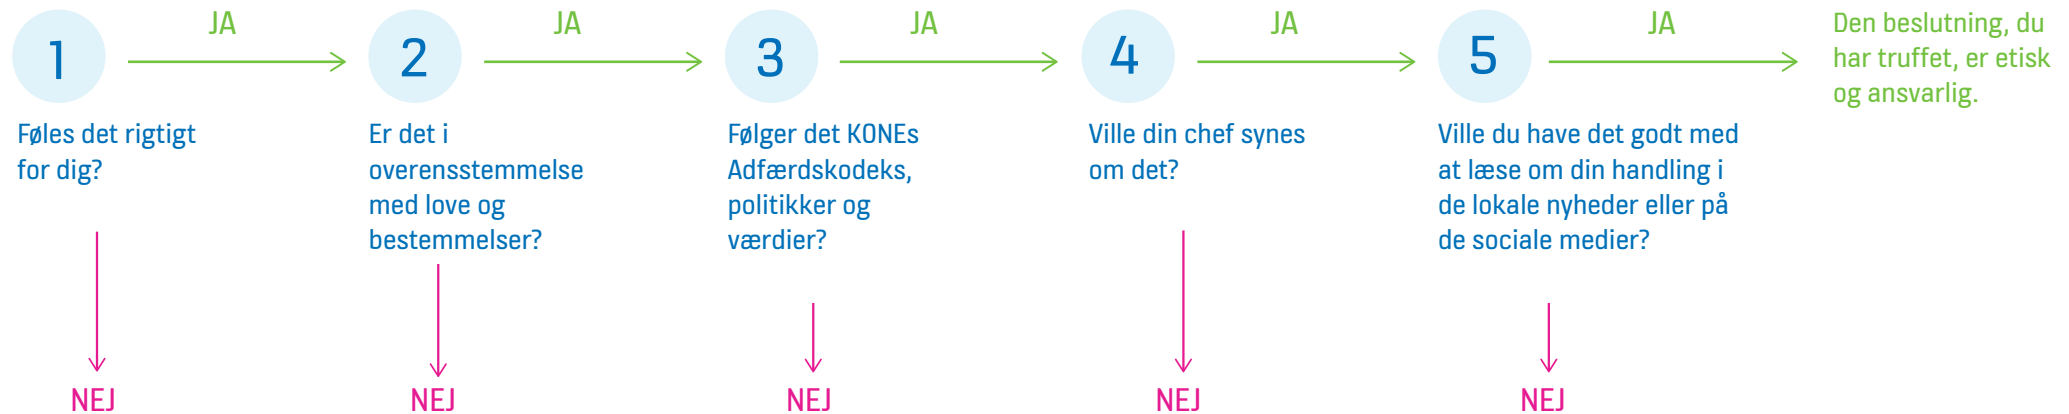 JA
JA
JA
JA
JA
1
2
3
4
5
Føles det rigtigt
for dig?
Er det i
overensstemmelse
med love og
bestemmelser?
Følger det KONEs
Adfærdskodeks,
politikker og
værdier?
Ville din chef synes
om det?
Ville du have det godt med
at læse om din handling i
de lokale nyheder eller på
de sociale medier?
Den beslutning, du
har truffet, er etisk
og ansvarlig.
NEJ
NEJ
NEJ
NEJ
NEJ